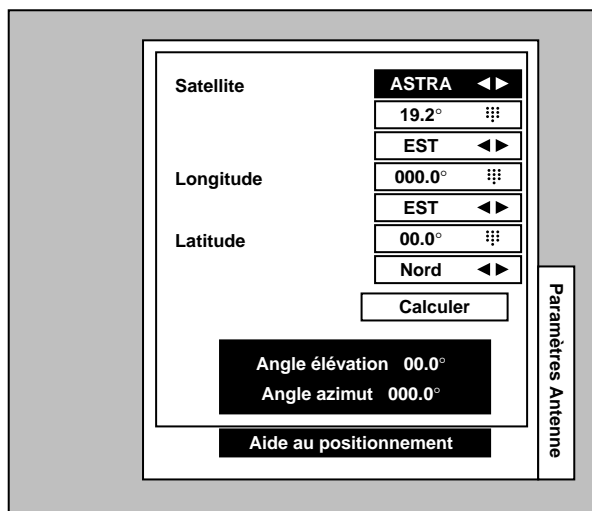 Satellite ASTRA
19.2°
EST
Longitude 000.0°
EST
Latitude 00.0°
Nord
Calculer
Angle élévation 00.0°
Angle azimut 000.0°
Aide au positionnement
Paramètres Antenne